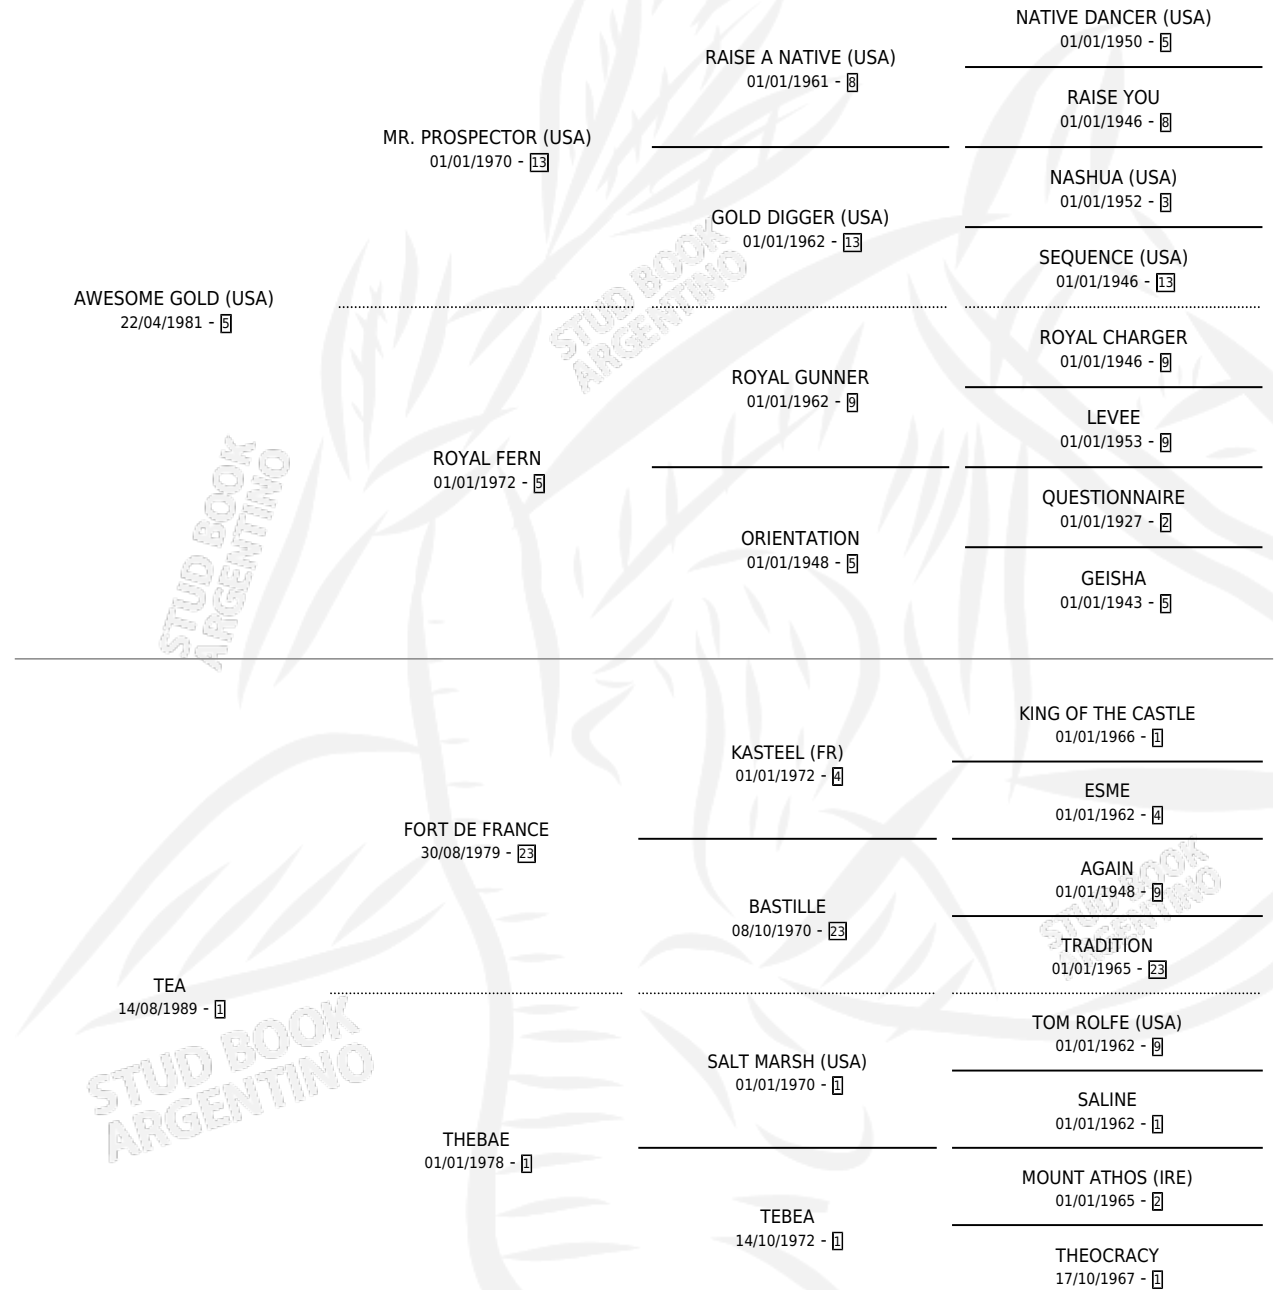 NATIVE DANCER (USA)
01/01/1950 - 5
RAISE A NATIVE (USA)
01/01/1961 - 8
RAISE YOU
01/01/1946 - 8
MR. PROSPECTOR (USA)
01/01/1970 - 13
NASHUA (USA)
01/01/1952 - 3
GOLD DIGGER (USA)
01/01/1962 - 13
SEQUENCE (USA)
01/01/1946 - 13
AWESOME GOLD (USA)
22/04/1981 - 5
ROYAL CHARGER
01/01/1946 - 9
ROYAL GUNNER
01/01/1962 - 9
LEVEE
01/01/1953 - 9
ROYAL FERN
01/01/1972 - 5
QUESTIONNAIRE
01/01/1927 - 2
ORIENTATION
01/01/1948 - 5
GEISHA
01/01/1943 - 5
KING OF THE CASTLE
01/01/1966 - 1
KASTEEL (FR)
01/01/1972 - 4
ESME
01/01/1962 - 4
FORT DE FRANCE
30/08/1979 - 23
AGAIN
01/01/1948 - 9
BASTILLE
08/10/1970 - 23
TRADITION
01/01/1965 - 23
TEA
14/08/1989 - 1
TOM ROLFE (USA)
01/01/1962 - 9
SALT MARSH (USA)
01/01/1970 - 1
SALINE
01/01/1962 - 1
THEBAE
01/01/1978 - 1
MOUNT ATHOS (IRE)
01/01/1965 - 2
TEBEA
14/10/1972 - 1
THEOCRACY
17/10/1967 - 1
STUD BOOK
ARGENTINO
STUD BOOK
ARGENTINO
STUD BOOK
ARGENTINO
STUD BOOK
ARGENTINO